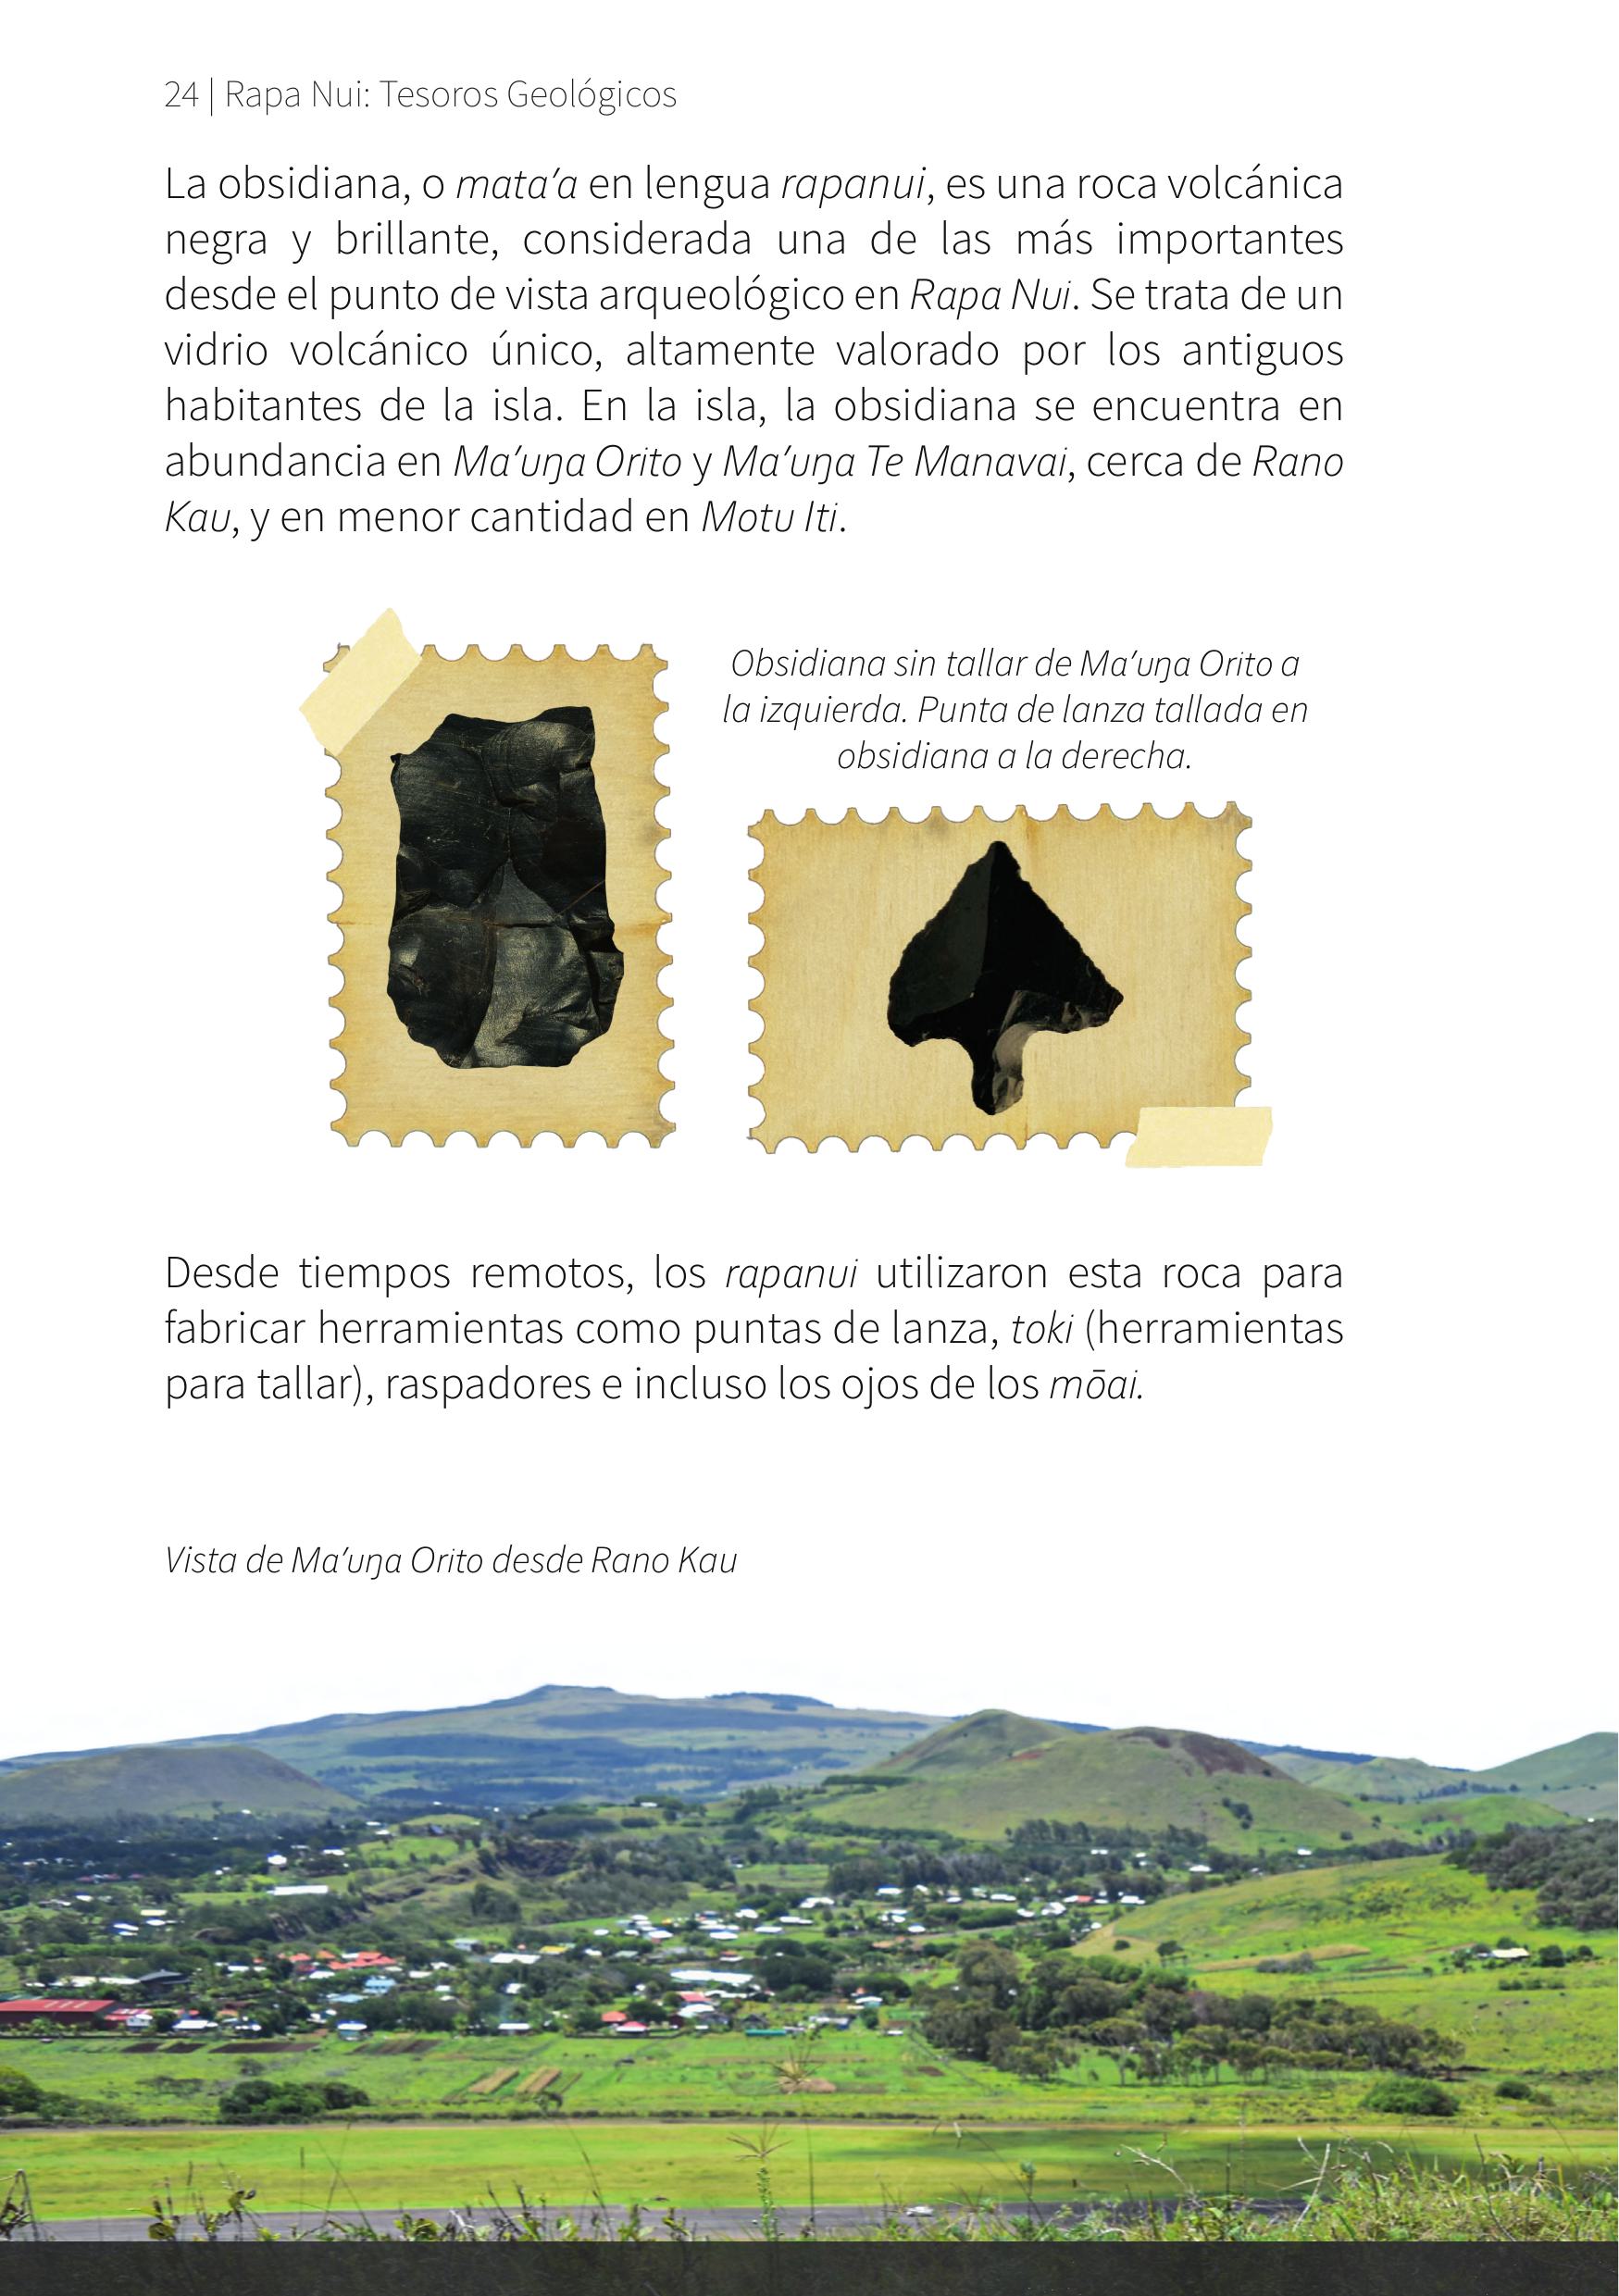 24 | Rapa Nui: Tesoros Geológicos
La obsidiana, o mata’a en lengua rapanui, es una roca volcánica
negra y brillante, considerada una de las más importantes
desde el punto de vista arqueológico en Rapa Nui. Se trata de un
vidrio volcánico único, altamente valorado por los antiguos
habitantes de la isla. En la isla, la obsidiana se encuentra en
abundancia en Ma’uŋa Orito y Ma’uŋa Te Manavai, cerca de Rano
Kau, y en menor cantidad en Motu Iti.
Obsidiana sin tallar de Ma’uŋa Orito a
la izquierda. Punta de lanza tallada en
obsidiana a la derecha.
Desde tiempos remotos, los rapanui utilizaron esta roca para
fabricar herramientas como puntas de lanza, toki (herramientas
para tallar), raspadores e incluso los ojos de los mōai.
Vista de Ma’uŋa Orito desde Rano Kau